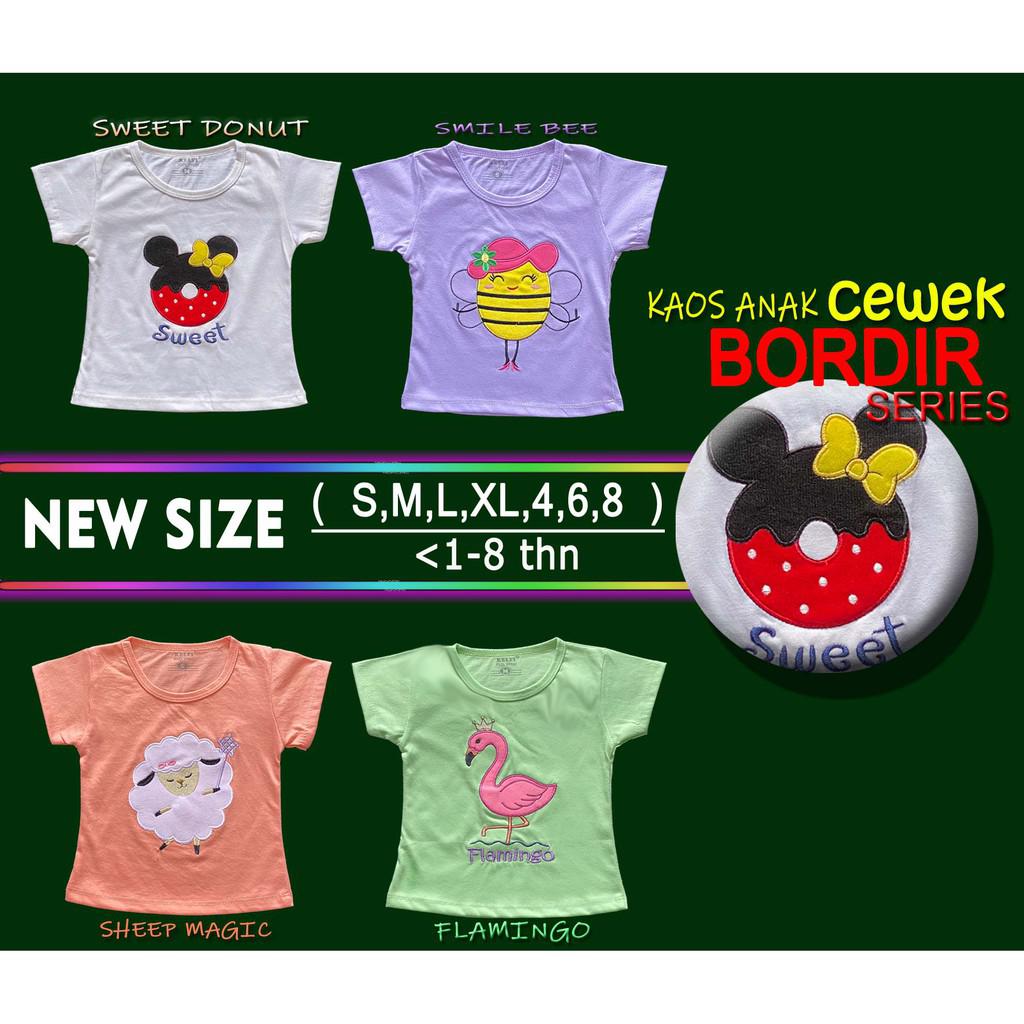 SWEET DONUT
SMILE BEE
Sweet
KAOS ANAK cewek
BORDIR
SERIES
NEW SIZE
( S,M,L,XL,4,6,8 )
<1-8 thn
Sweet
Flamingo
SHEEP MAGIC
FLAMINGO